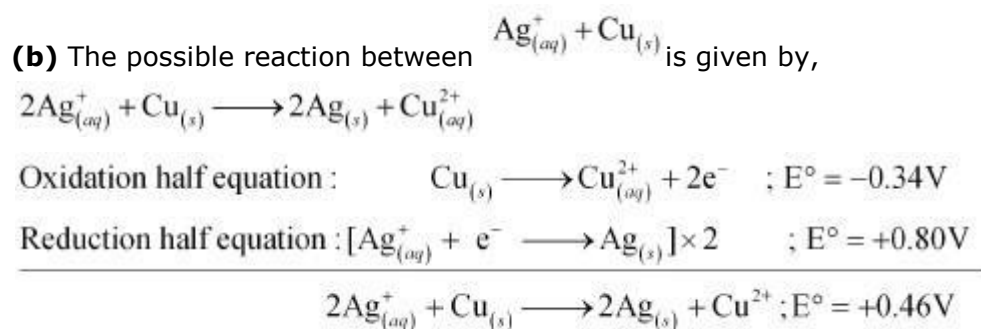 (b) The possible reaction between Ag⁺₍aq₎ + Cu₍s₎ is given by,
2Ag⁺₍aq₎ + Cu₍s₎ ⟶ 2Ag₍s₎ + Cu²⁺₍aq₎
Oxidation half equation : Cu₍s₎ ⟶ Cu²⁺₍aq₎ + 2e⁻ ; E° = −0.34V
Reduction half equation : [Ag⁺₍aq₎ + e⁻ ⟶ Ag₍s₎]×2 ; E° = +0.80V
2Ag⁺₍aq₎ + Cu₍s₎ ⟶ 2Ag₍s₎ + Cu²⁺ ; E° = +0.46V